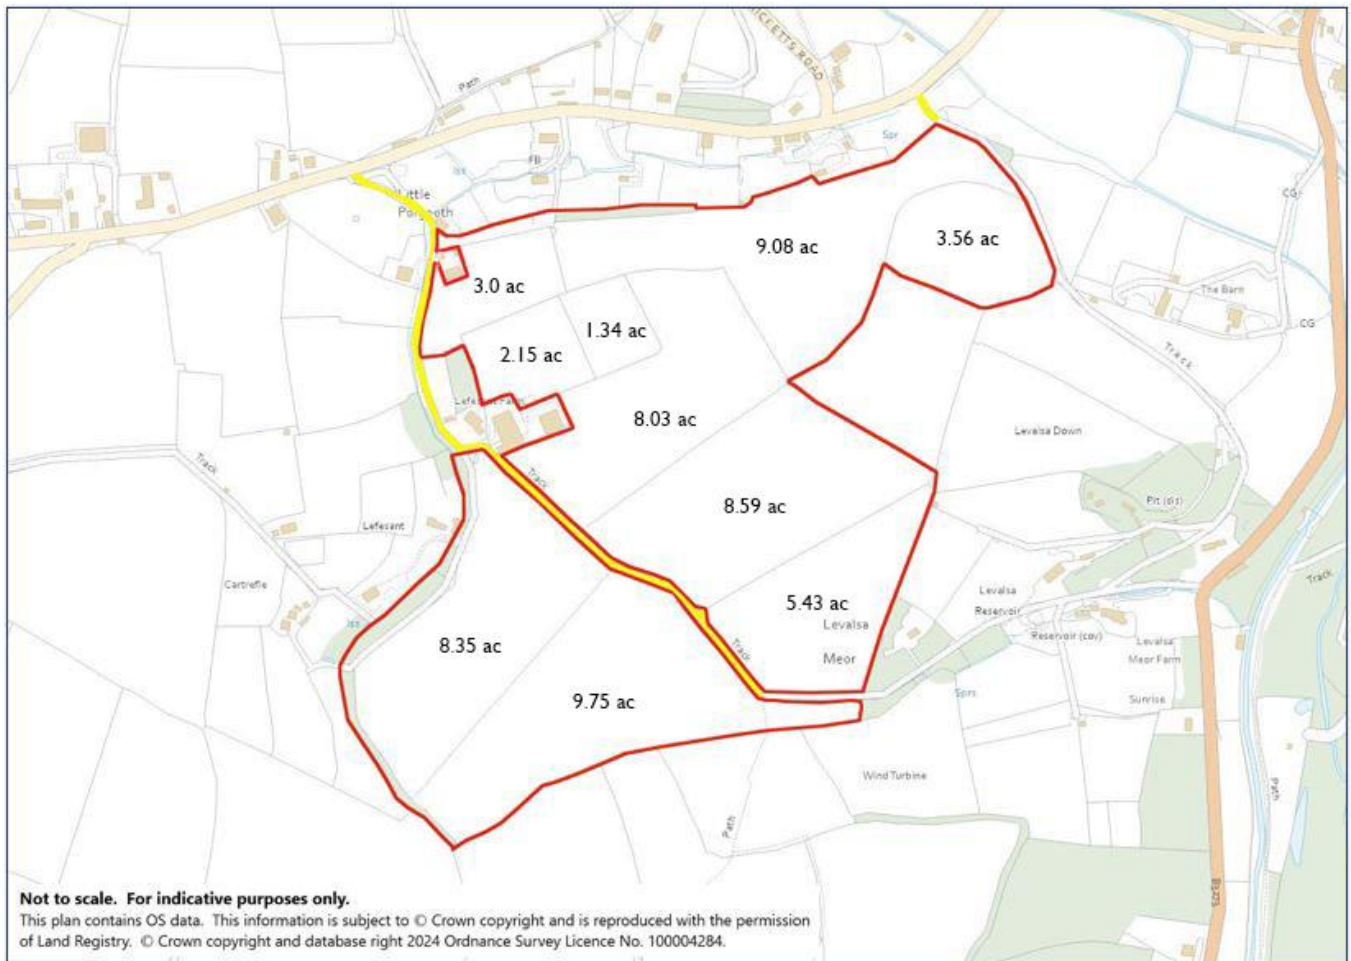 RICKETTS ROAD
Path
Spr
Iss
FB
Little
Polgooth
CG
9.08 ac
3.56 ac
3.0 ac
The Barn
CG
1.34 ac
2.15 ac
Track
8.03 ac
Levalsa Down
Track
Track
Pit (dis)
8.59 ac
Lefesant
Track
Cartrefle
5.43 ac
Levalsa
Meor
Levalsa
Reservoir
Iss
Reservoir (cov)
Levalsa
Meor Farm
8.35 ac
Track
Sprs
Sunrise
9.75 ac
Wind Turbine
Path
Path
B3273
Not to scale. For indicative purposes only.
This plan contains OS data. This information is subject to © Crown copyright and is reproduced with the permission
of Land Registry. © Crown copyright and database right 2024 Ordnance Survey Licence No. 100004284.